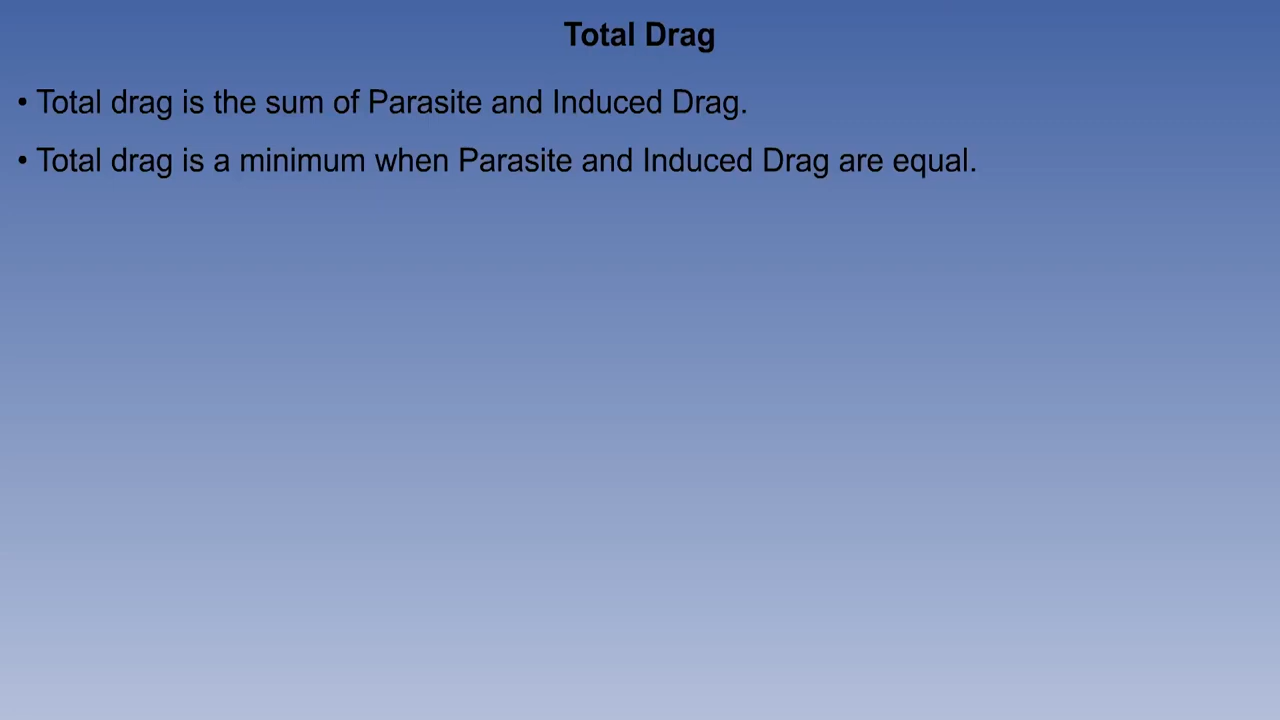 Total Drag
• Total drag is the sum of Parasite and Induced Drag.
• Total drag is a minimum when Parasite and Induced Drag are equal.